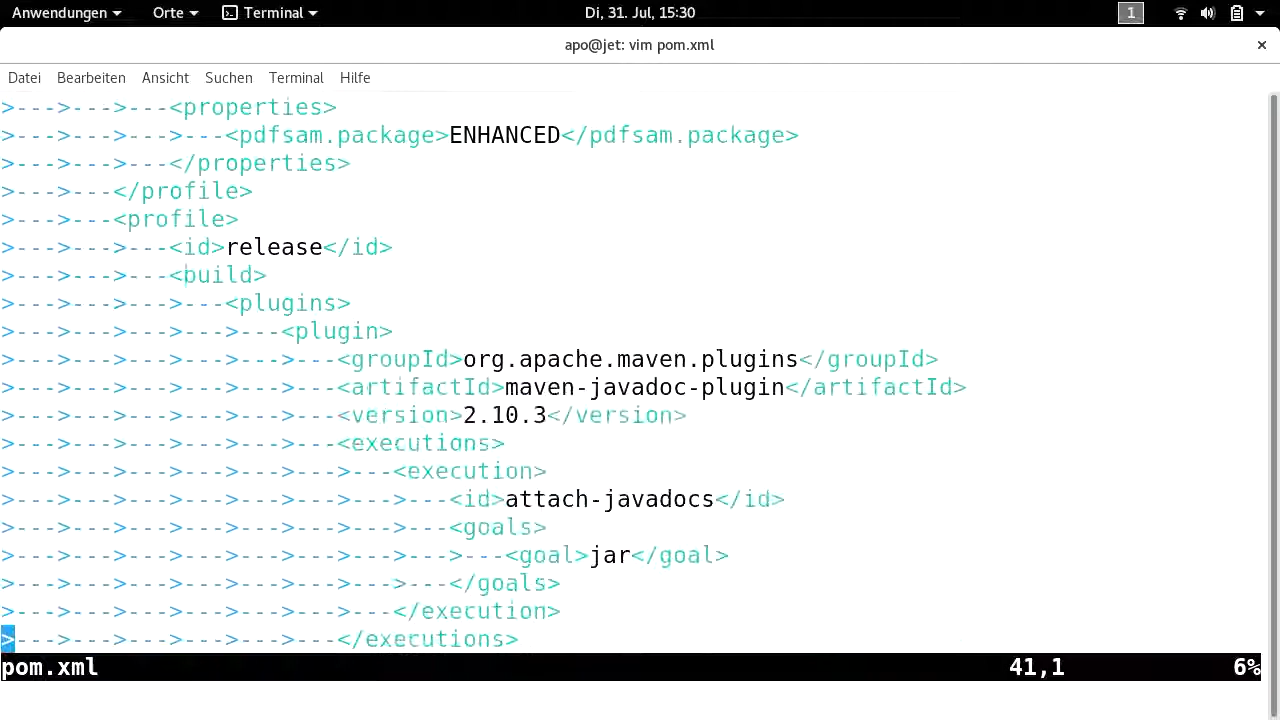 Anwendungen Orte Terminal Di, 31. Jul, 15:30 1
apo@jet: vim pom.xml ×
Datei Bearbeiten Ansicht Suchen Terminal Hilfe
>--->--->---<properties>
>--->--->--->---<pdfsam.package>ENHANCED</pdfsam.package>
>--->--->---</properties>
>--->---</profile>
>--->---<profile>
>--->--->---<id>release</id>
>--->--->---<build>
>--->--->--->---<plugins>
>--->--->--->--->---<plugin>
>--->--->--->--->--->---<groupId>org.apache.maven.plugins</groupId>
>--->--->--->--->--->---<artifactId>maven-javadoc-plugin</artifactId>
>--->--->--->--->--->---<version>2.10.3</version>
>--->--->--->--->--->---<executions>
>--->--->--->--->--->--->---<execution>
>--->--->--->--->--->--->--->---<id>attach-javadocs</id>
>--->--->--->--->--->--->--->---<goals>
>--->--->--->--->--->--->--->--->---<goal>jar</goal>
>--->--->--->--->--->--->--->---</goals>
>--->--->--->--->--->--->---</execution>
>--->--->--->--->--->---</executions>
pom.xml 41,1 6%